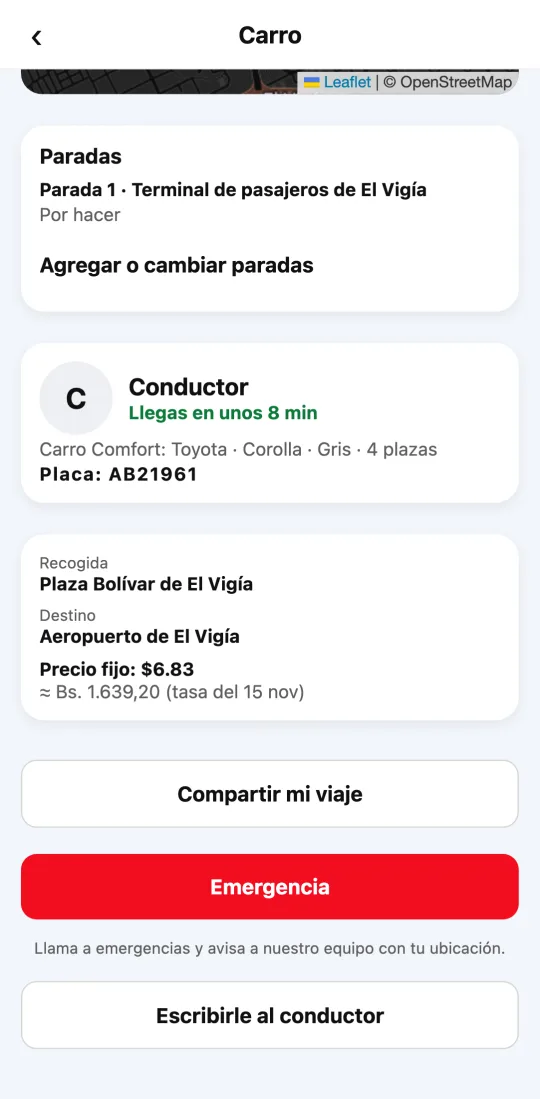 ‹ Carro
Leaflet | © OpenStreetMap
Paradas
Parada 1 · Terminal de pasajeros de El Vigía
Por hacer
Agregar o cambiar paradas
C
Conductor
Llegas en unos 8 min
Carro Comfort: Toyota · Corolla · Gris · 4 plazas
Placa: AB21961
Recogida
Plaza Bolívar de El Vigía
Destino
Aeropuerto de El Vigía
Precio fijo: $6.83
≈ Bs. 1.639,20 (tasa del 15 nov)
Compartir mi viaje
Emergencia
Llama a emergencias y avisa a nuestro equipo con tu ubicación.
Escribirle al conductor